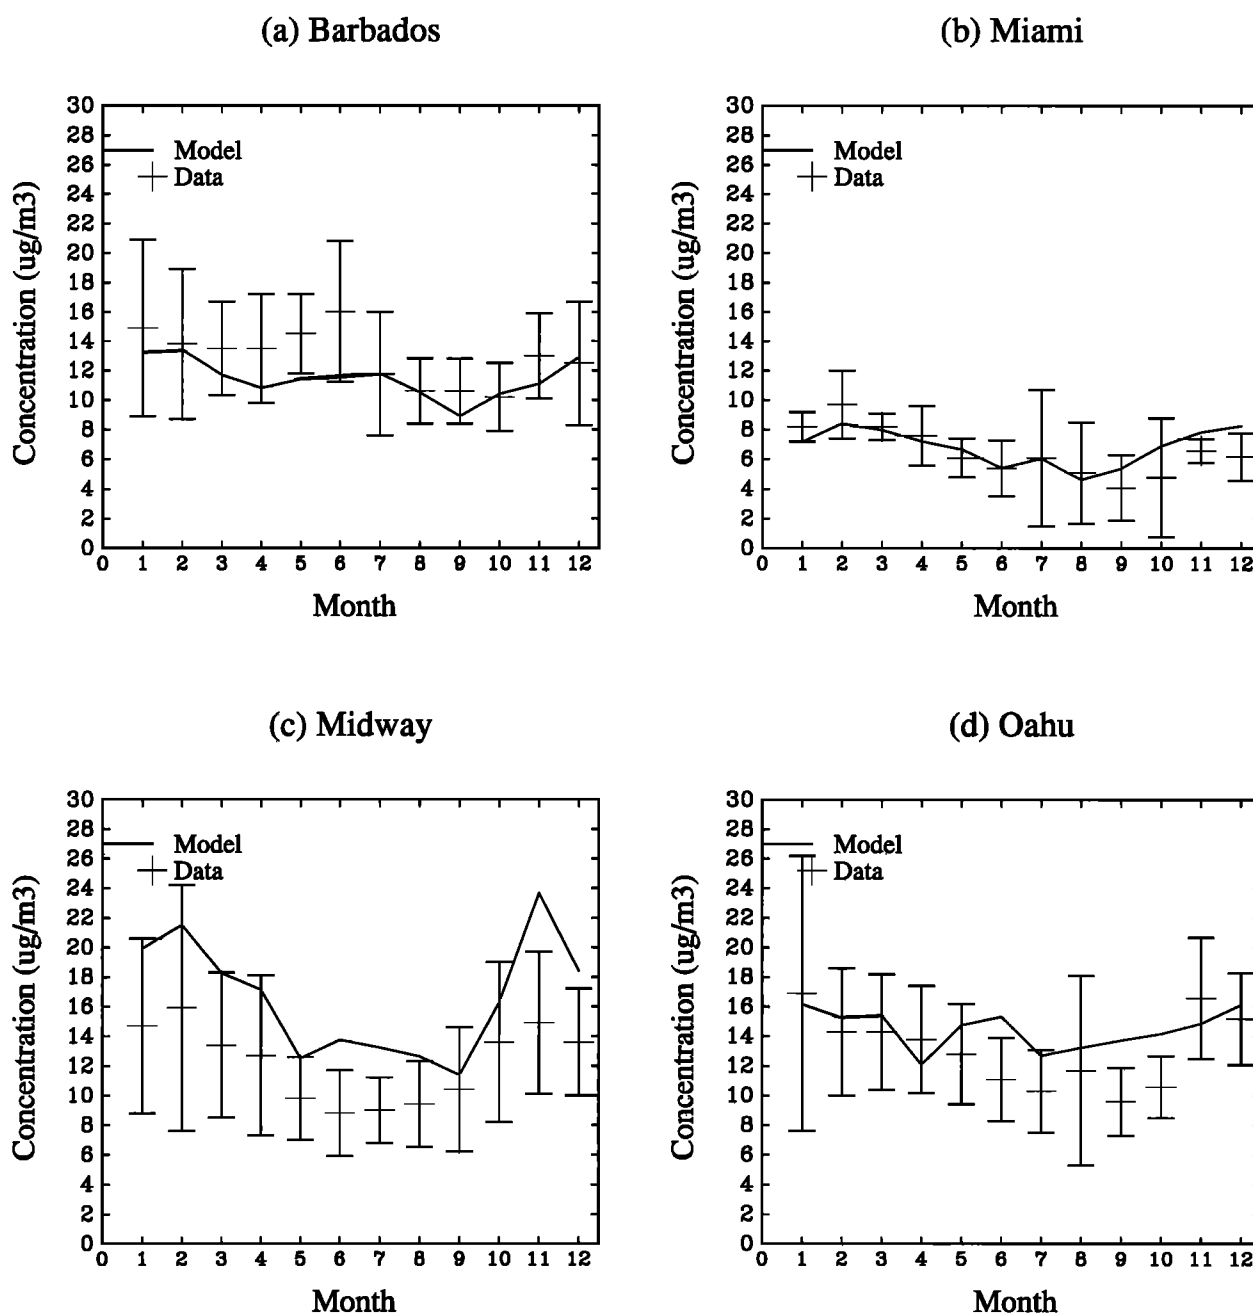 (a) Barbados
30
28
26
24
22
20
18
16
14
12
10
8
6
4
2
0
Concentration (ug/m3)
Model
Data
0 1 2 3 4 5 6 7 8 9 10 11 12
Month
(b) Miami
30
28
26
24
22
20
18
16
14
12
10
8
6
4
2
0
Concentration (ug/m3)
Model
Data
0 1 2 3 4 5 6 7 8 9 10 11 12
Month
(c) Midway
30
28
26
24
22
20
18
16
14
12
10
8
6
4
2
0
Concentration (ug/m3)
Model
Data
0 1 2 3 4 5 6 7 8 9 10 11 12
Month
(d) Oahu
30
28
26
24
22
20
18
16
14
12
10
8
6
4
2
0
Concentration (ug/m3)
Model
Data
0 1 2 3 4 5 6 7 8 9 10 11 12
Month